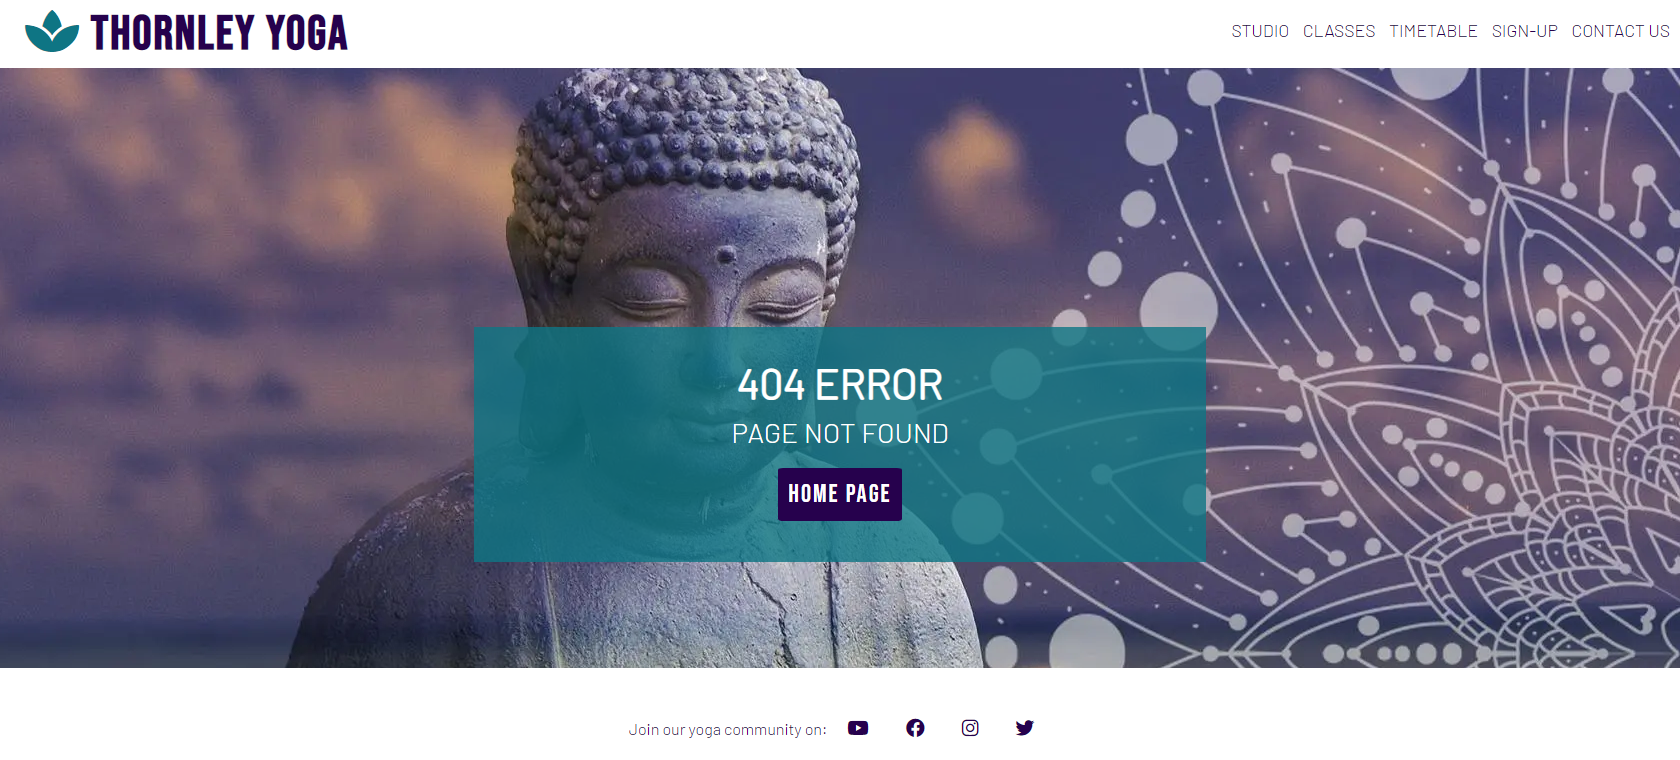 THORNLEY YOGA
STUDIO CLASSES TIMETABLE SIGN-UP CONTACT US
404 ERROR
PAGE NOT FOUND
HOME PAGE
Join our yoga community on: